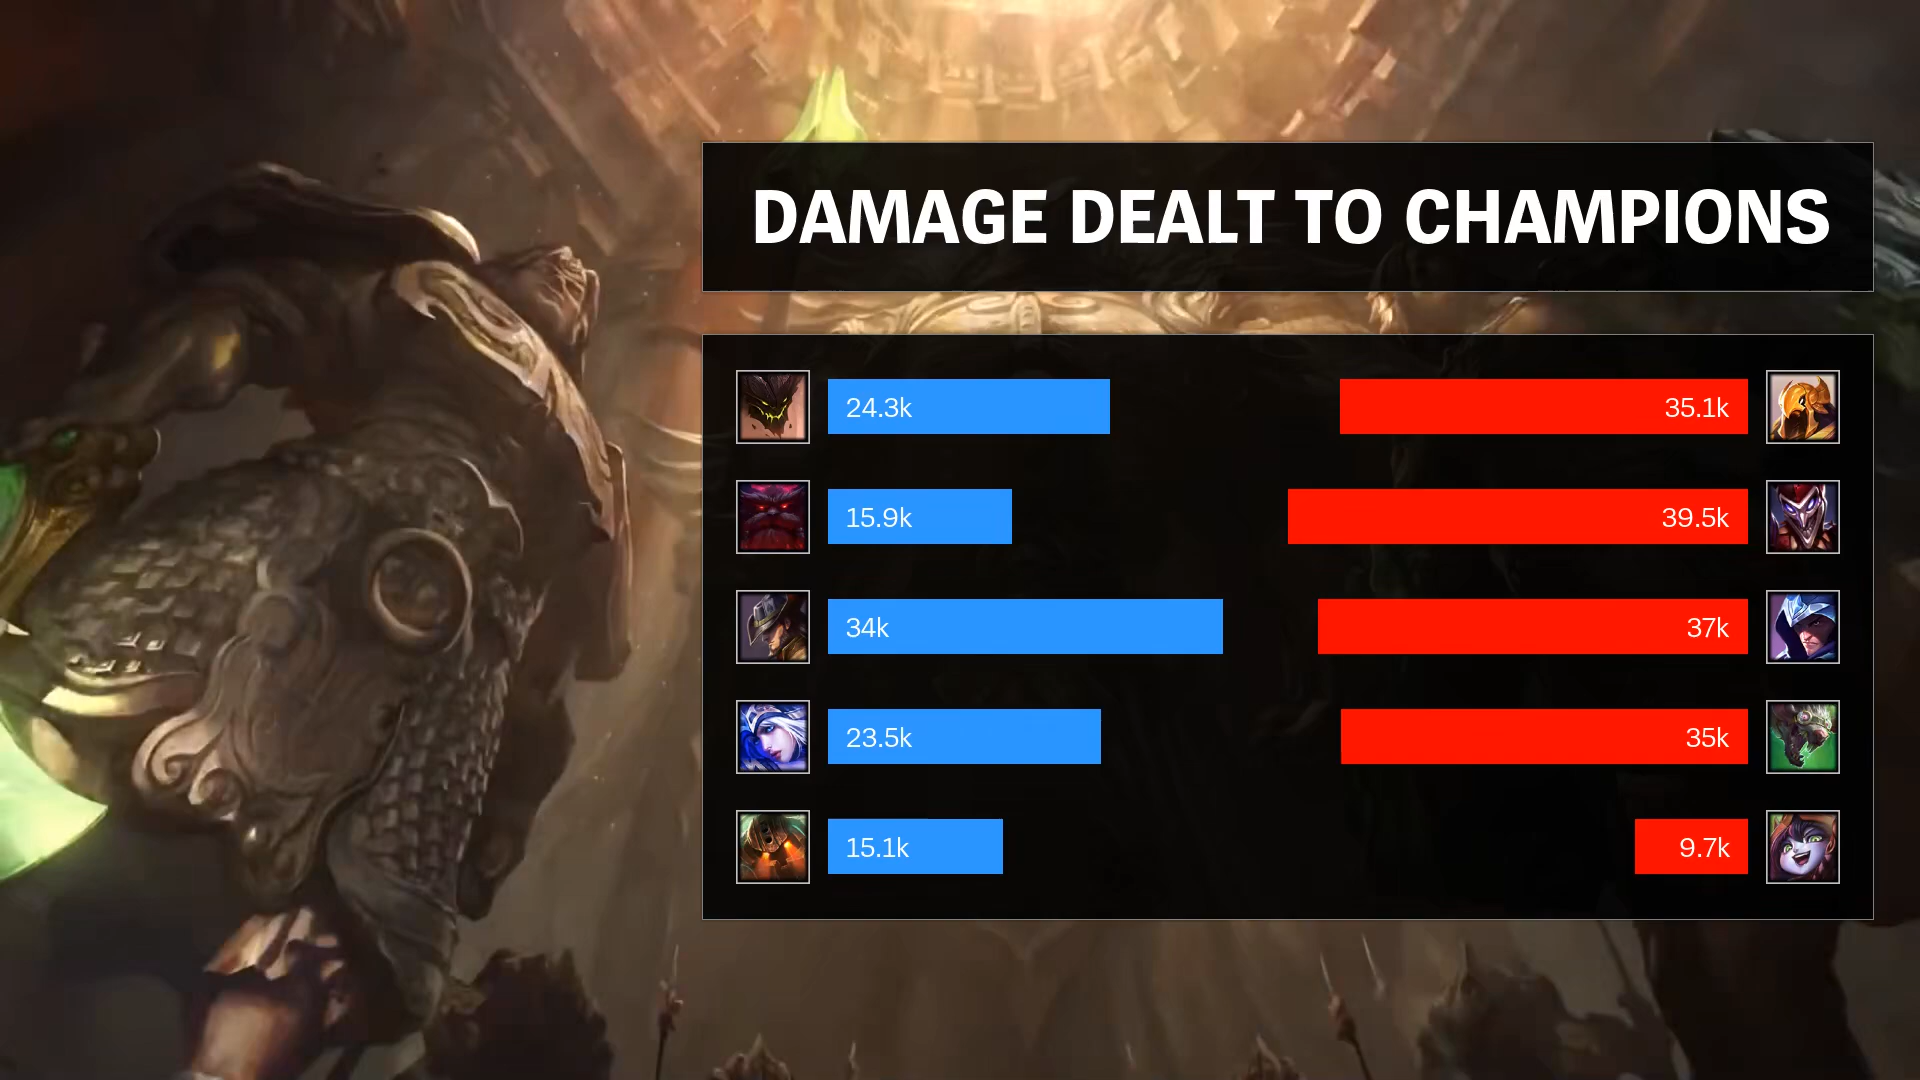 DAMAGE DEALT TO CHAMPIONS
24.3k 35.1k
15.9k 39.5k
34k 37k
23.5k 35k
15.1k 9.7k